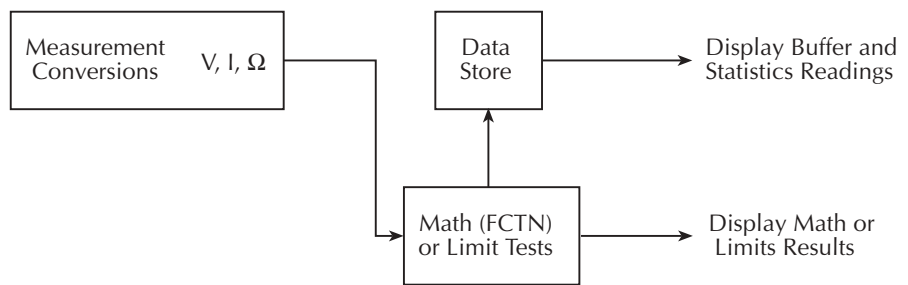 Measurement
Conversions V, I, Ω
Data
Store
Display Buffer and
Statistics Readings
Math (FCTN)
or Limit Tests
Display Math or
Limits Results